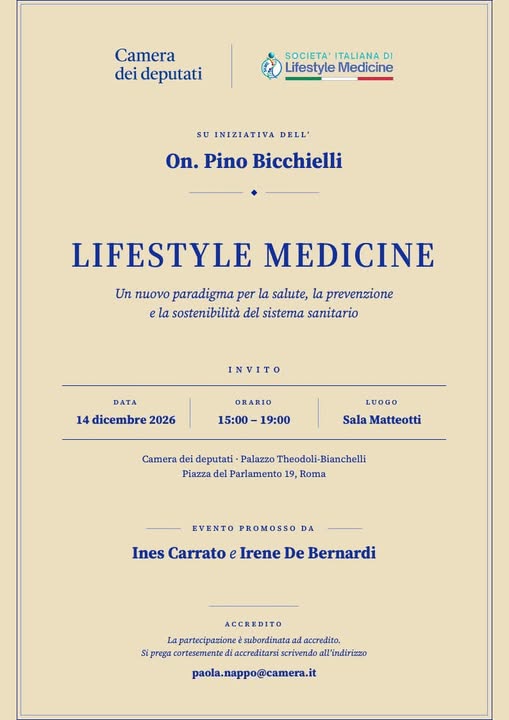 Camera
dei deputati
SOCIETA' ITALIANA DI
Lifestyle Medicine
SU INIZIATIVA DELL'
On. Pino Bicchielli
LIFESTYLE MEDICINE
Un nuovo paradigma per la salute, la prevenzione
e la sostenibilità del sistema sanitario
INVITO
DATA
14 dicembre 2026
ORARIO
15:00 – 19:00
LUOGO
Sala Matteotti
Camera dei deputati · Palazzo Theodoli-Bianchelli
Piazza del Parlamento 19, Roma
EVENTO PROMOSSO DA
Ines Carrato e Irene De Bernardi
ACCREDITO
La partecipazione è subordinata ad accredito.
Si prega cortesemente di accreditarsi scrivendo all'indirizzo
paola.nappo@camera.it